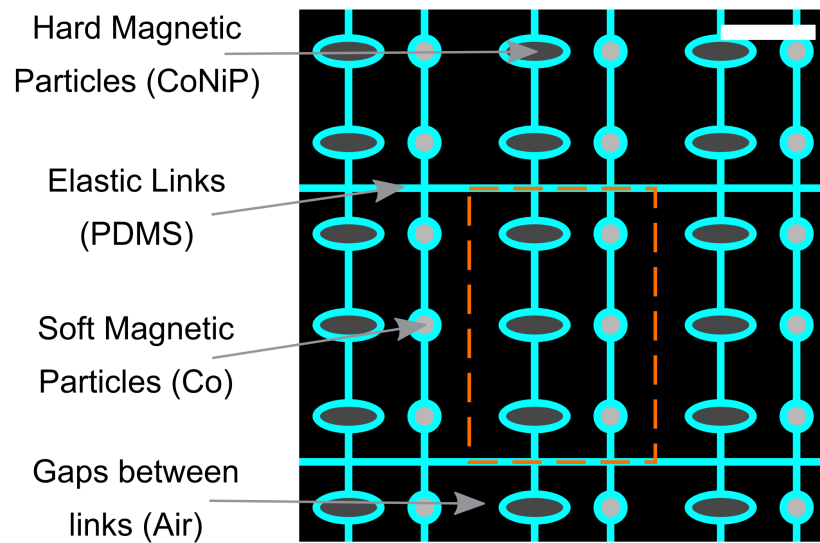 Hard Magnetic
Particles (CoNiP)
Elastic Links
(PDMS)
Soft Magnetic
Particles (Co)
Gaps between
links (Air)